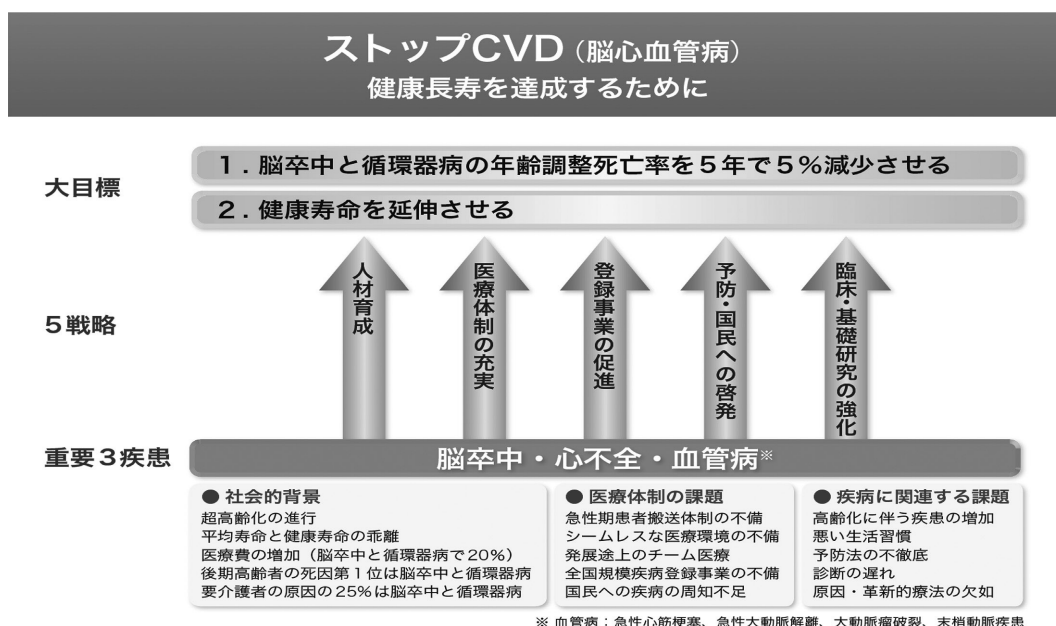 ストップCVD（脳心血管病）
健康長寿を達成するために
大目標
1．脳卒中と循環器病の年齢調整死亡率を5年で5%減少させる
2．健康寿命を延伸させる
5戦略
人材育成
医療体制の充実
登録事業の促進
予防・国民への啓発
臨床・基礎研究の強化
重要3疾患
脳卒中・心不全・血管病※
● 社会的背景
超高齢化の進行
平均寿命と健康寿命の乖離
医療費の増加（脳卒中と循環器病で20%）
後期高齢者の死因第1位は脳卒中と循環器病
要介護者の原因の25%は脳卒中と循環器病
● 医療体制の課題
急性期患者搬送体制の不備
シームレスな医療環境の不備
発展途上のチーム医療
全国規模疾病登録事業の不備
国民への疾病の周知不足
● 疾病に関連する課題
高齢化に伴う疾患の増加
悪い生活習慣
予防法の不徹底
診断の遅れ
原因・革新的療法の欠如
※ 血管病：急性心筋梗塞、急性大動脈解離、大動脈瘤破裂、末梢動脈疾患